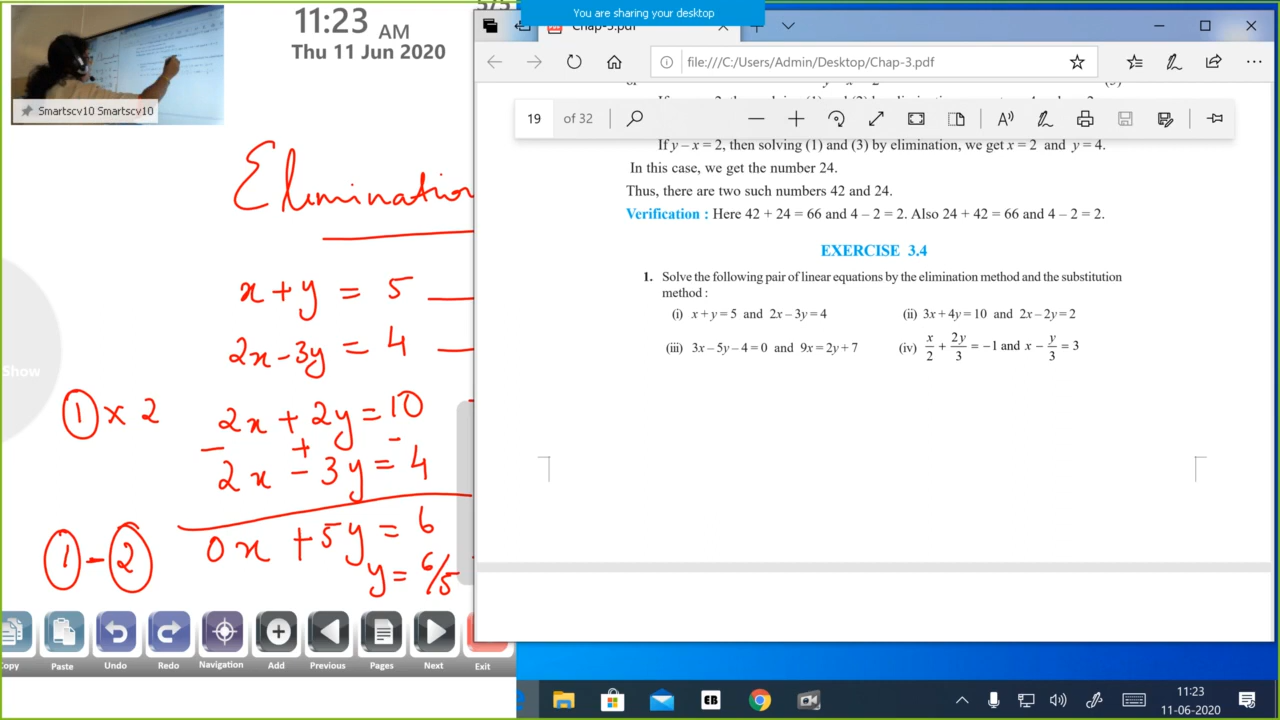 11:23 AM
Thu 11 Jun 2020
Smartscv10 Smartscv10
Elimination
x + y = 5
2x - 3y = 4
① x 2
2x + 2y = 10
- + -
2x - 3y = 4
① - ②
0x + 5y = 6
y = 6/5
Show
Copy Paste Undo Redo Navigation Add Previous Pages Next Exit
You are sharing your desktop
Chap-3.pdf
file:///C:/Users/Admin/Desktop/Chap-3.pdf
19 of 32
If y – x = 2, then solving (1) and (3) by elimination, we get x = 2 and y = 4.
In this case, we get the number 24.
Thus, there are two such numbers 42 and 24.
Verification : Here 42 + 24 = 66 and 4 – 2 = 2. Also 24 + 42 = 66 and 4 – 2 = 2.
EXERCISE 3.4
1. Solve the following pair of linear equations by the elimination method and the substitution
method :
(i) x + y = 5 and 2x – 3y = 4 (ii) 3x + 4y = 10 and 2x – 2y = 2
(iii) 3x – 5y – 4 = 0 and 9x = 2y + 7 (iv) x/2 + 2y/3 = –1 and x – y/3 = 3
EB
11:23
11-06-2020